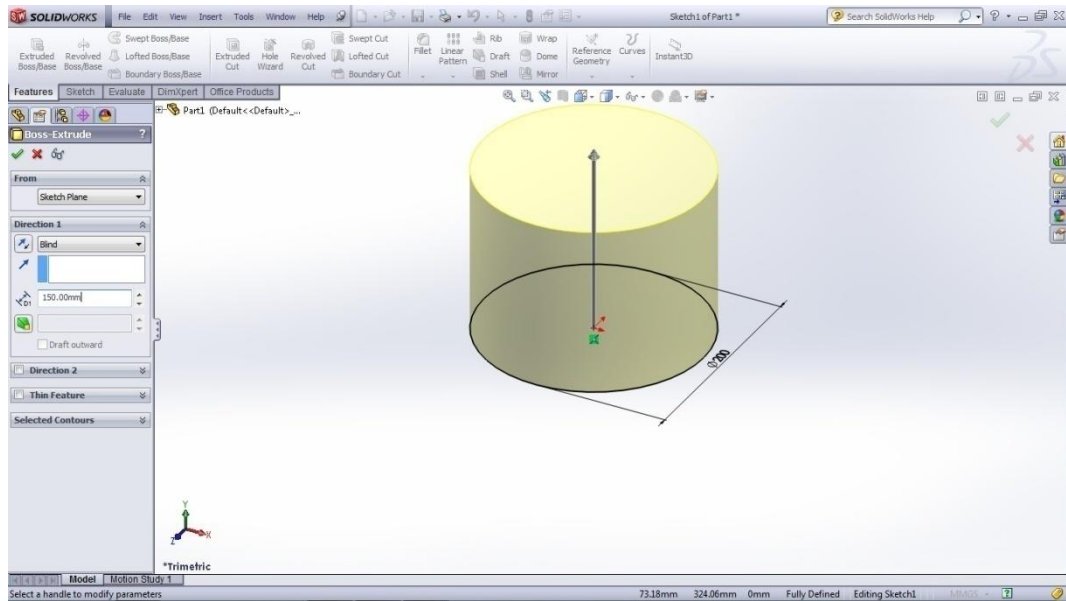 SOLIDWORKS File Edit View Insert Tools Window Help Sketch1 of Part1 * Search SolidWorks Help
Extruded Boss/Base
Revolved Boss/Base
Swept Boss/Base
Lofted Boss/Base
Boundary Boss/Base
Extruded Cut
Hole Wizard
Revolved Cut
Swept Cut
Lofted Cut
Boundary Cut
Fillet
Linear Pattern
Rib
Draft
Shell
Wrap
Dome
Mirror
Reference Geometry
Curves
Instant3D
Features Sketch Evaluate DimXpert Office Products
Part1 (Default<<Default>_...
Boss-Extrude ?
From
Sketch Plane
Direction 1
Blind
D1 150.00mm
Draft outward
Direction 2
Thin Feature
Selected Contours
Ø200
Y
X
Z
*Trimetric
Model Motion Study 1
Select a handle to modify parameters 73.18mm 324.06mm 0mm Fully Defined Editing Sketch1 MMGS